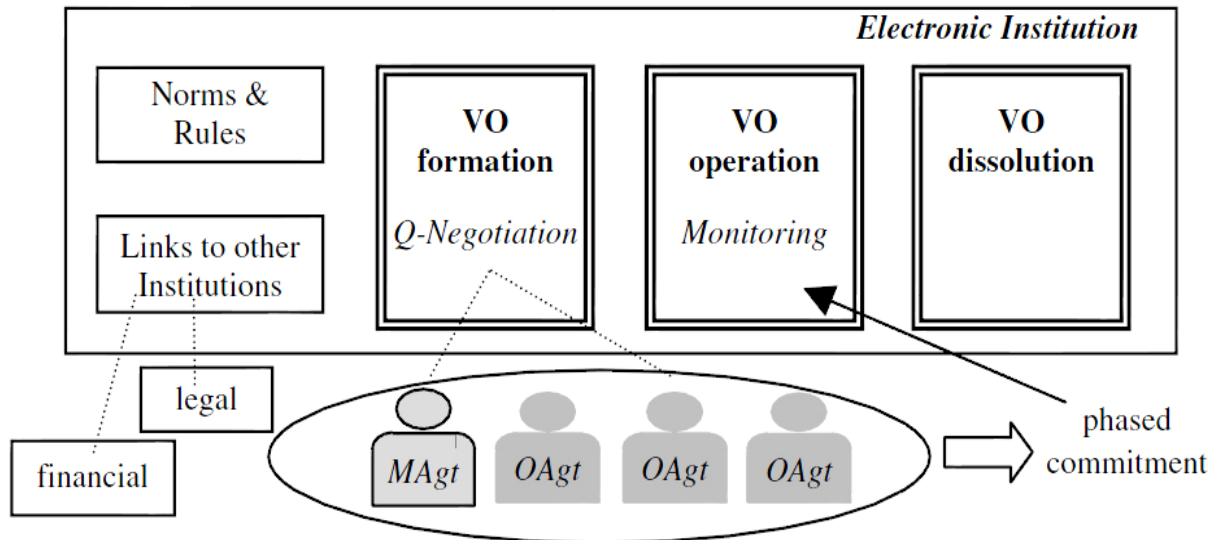 Electronic Institution
Norms &
Rules
VO
formation
Q-Negotiation
VO
operation
Monitoring
VO
dissolution
Links to other
Institutions
legal
financial
MAgt
OAgt
OAgt
OAgt
phased
commitment